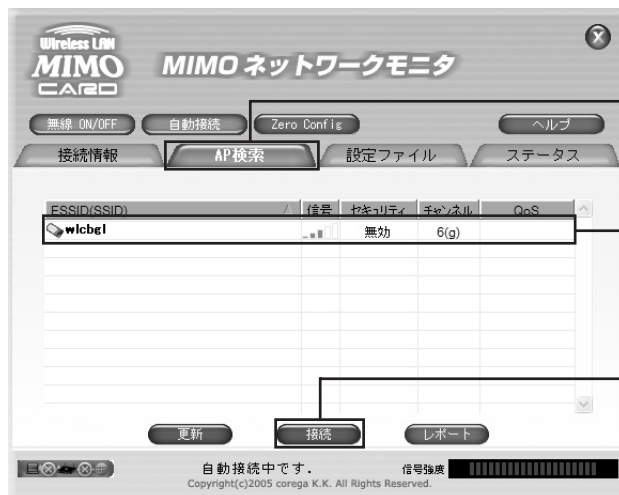 Wireless LAN
MIMO
CARD
MIMO ネットワークモニタ
無線 ON/OFF 自動接続 Zero Config ヘルプ
接続情報 AP検索 設定ファイル ステータス
ESSID(SSID) 信号 セキュリティ チャンネル QoS
wlcbgl 無効 6(g)
更新 接続 レポート
自動接続中です. 信号強度
Copyright(c)2005 corega K.K. All Rights Reserved.